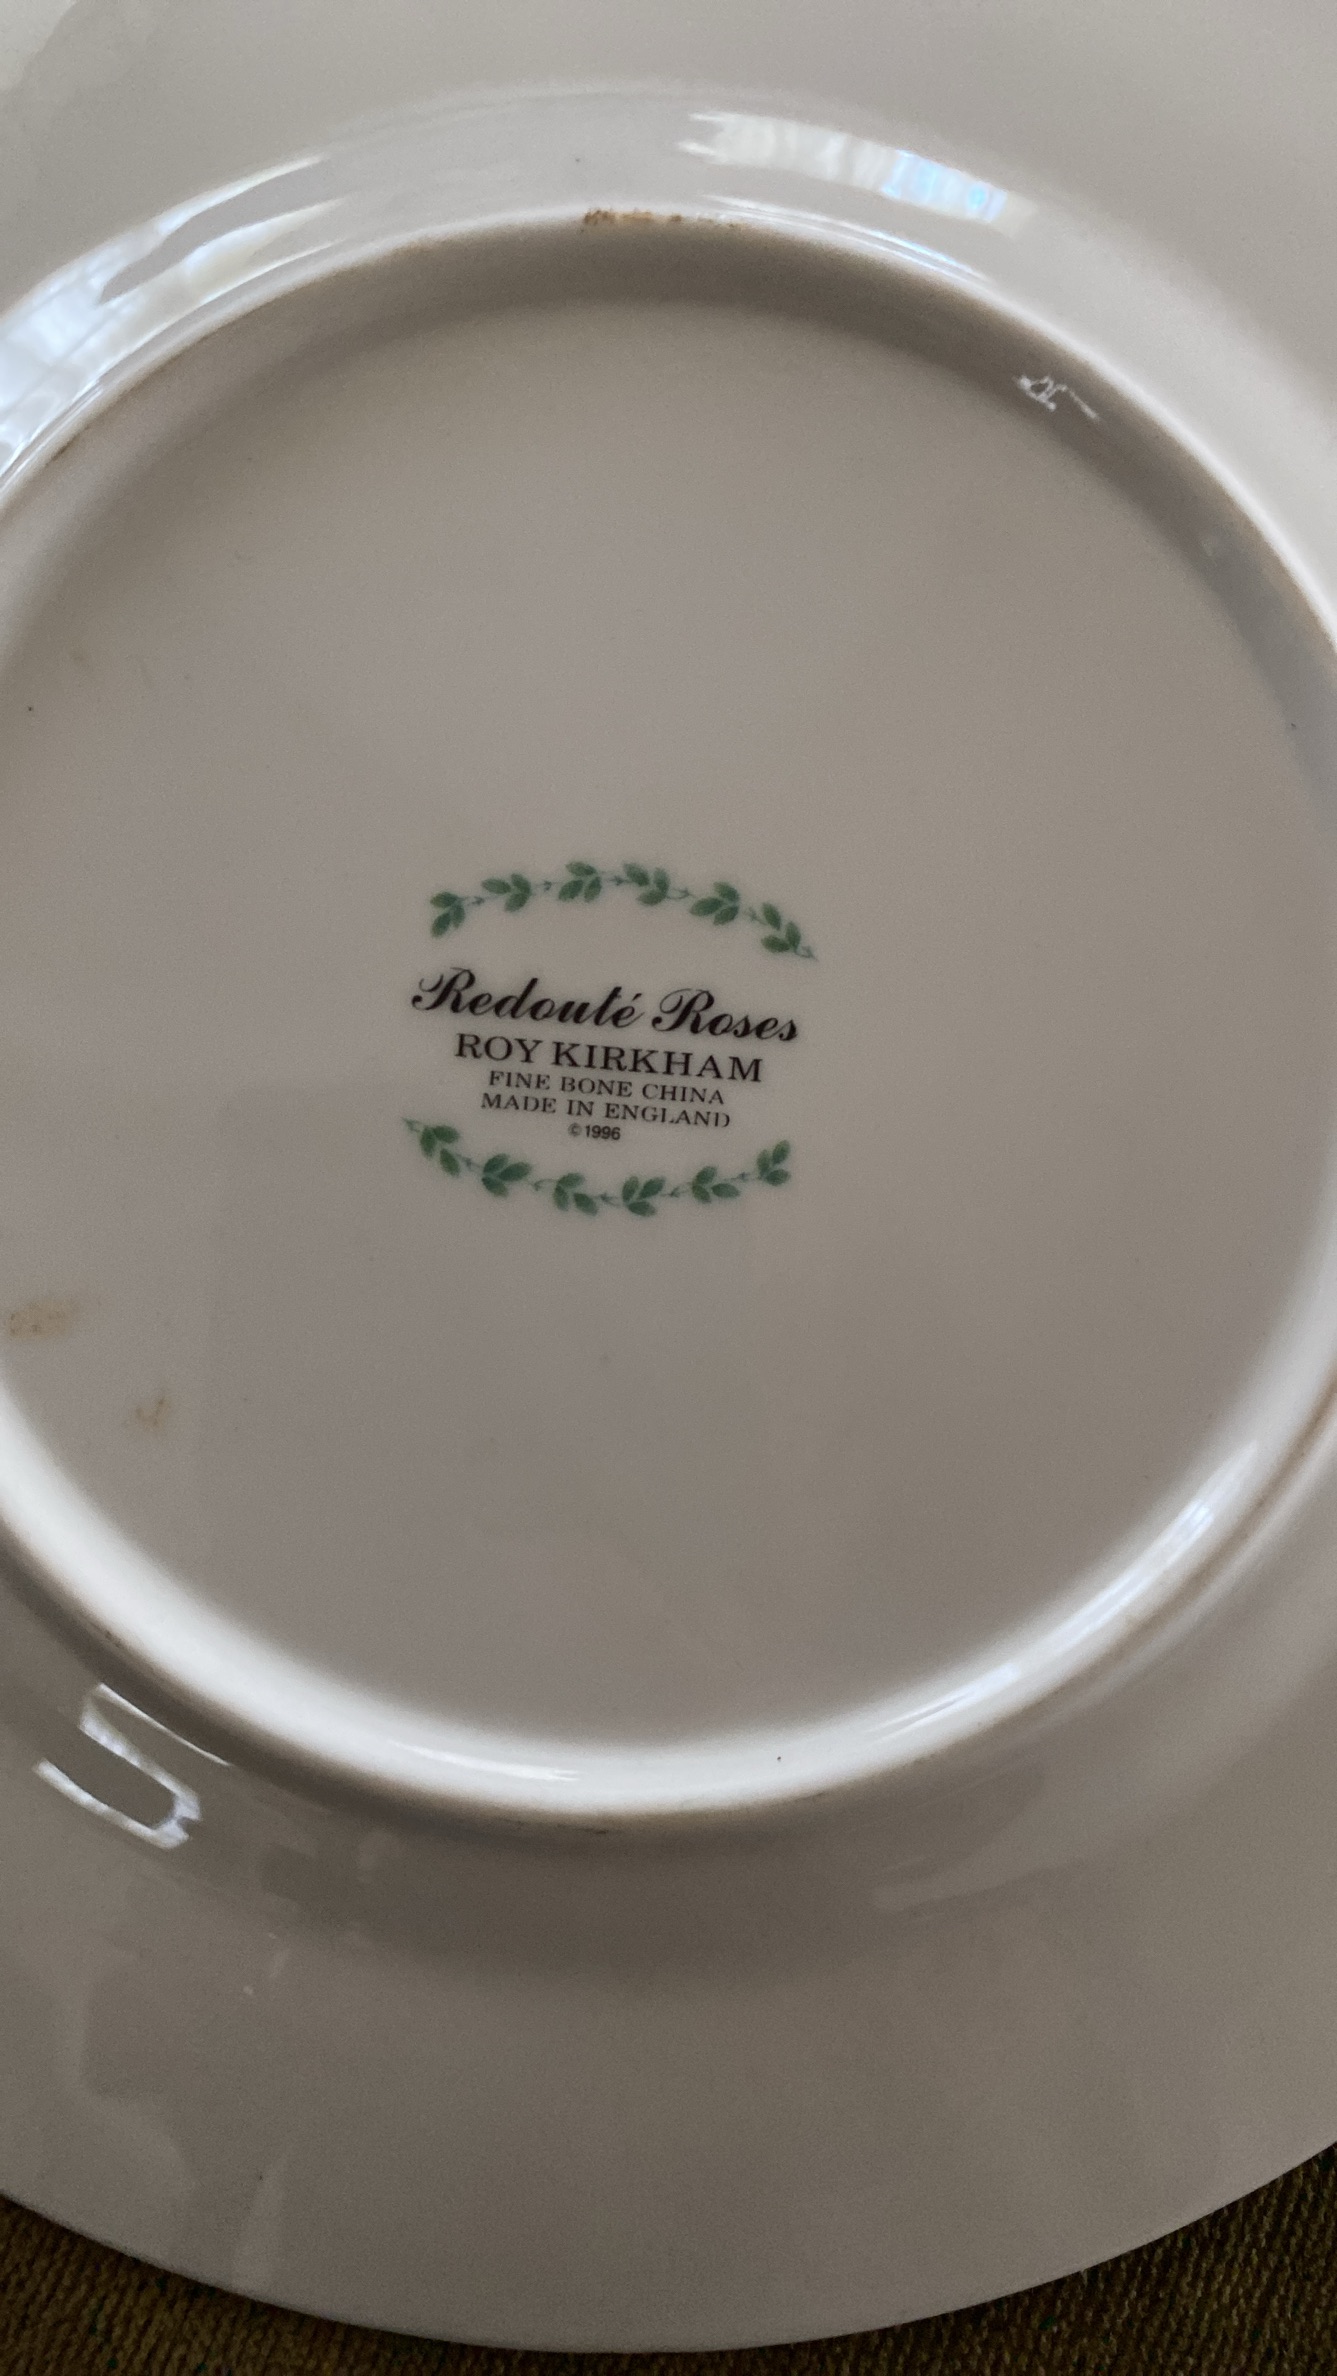 Redouté Roses
ROY KIRKHAM
FINE BONE CHINA
MADE IN ENGLAND
©1996